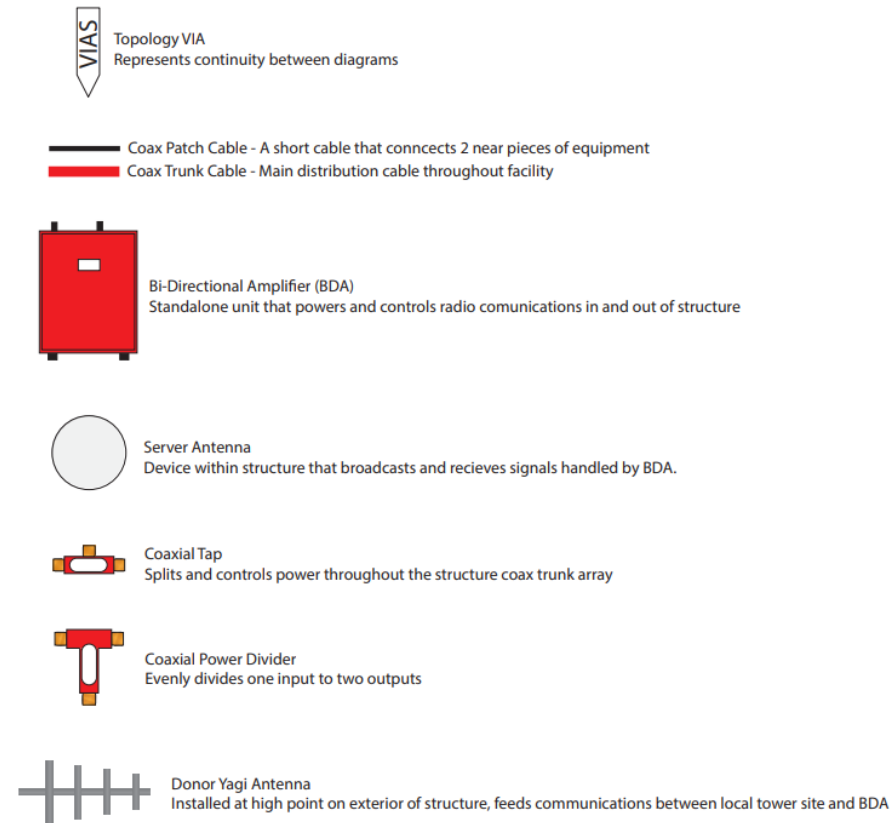 VIAS
Topology VIA
Represents continuity between diagrams
Coax Patch Cable - A short cable that conncects 2 near pieces of equipment
Coax Trunk Cable - Main distribution cable throughout facility
Bi-Directional Amplifier (BDA)
Standalone unit that powers and controls radio comunications in and out of structure
Server Antenna
Device within structure that broadcasts and recieves signals handled by BDA.
Coaxial Tap
Splits and controls power throughout the structure coax trunk array
Coaxial Power Divider
Evenly divides one input to two outputs
Donor Yagi Antenna
Installed at high point on exterior of structure, feeds communications between local tower site and BDA